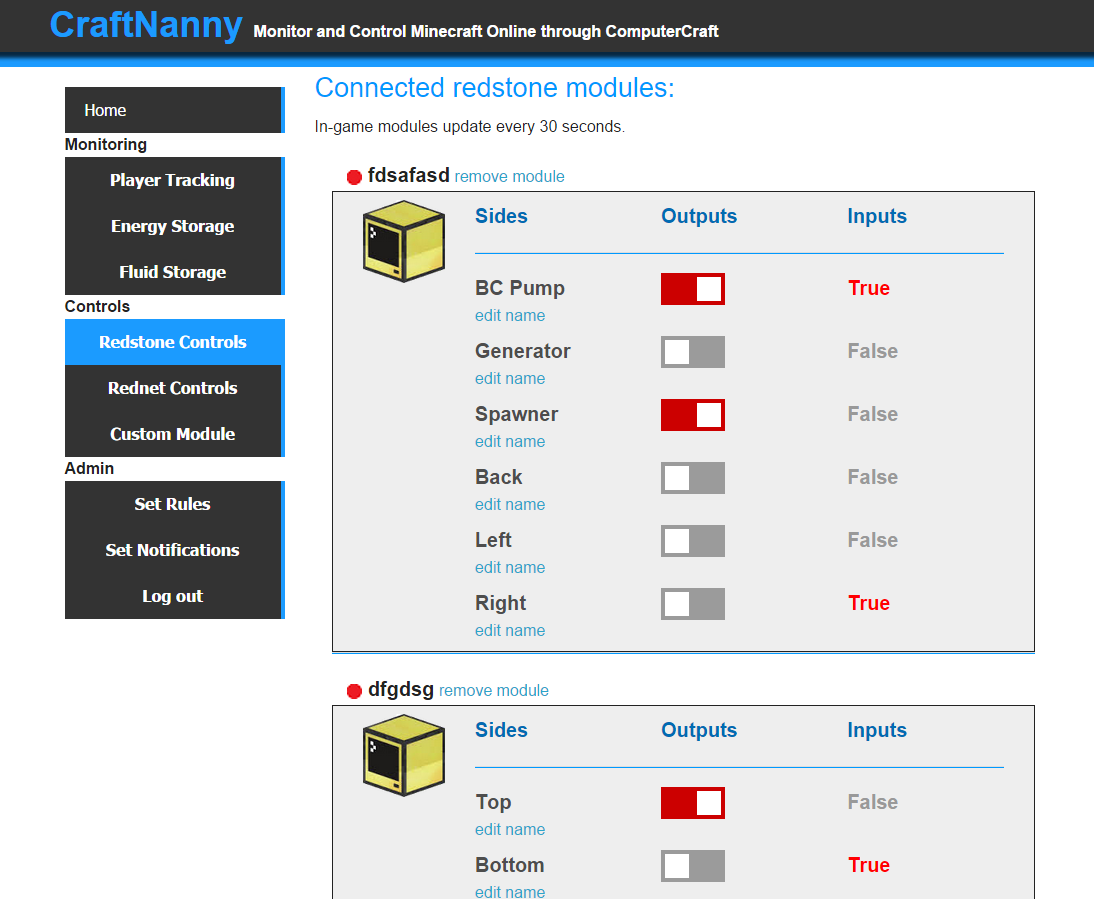 CraftNanny Monitor and Control Minecraft Online through ComputerCraft
Home
Monitoring
Player Tracking
Energy Storage
Fluid Storage
Controls
Redstone Controls
Rednet Controls
Custom Module
Admin
Set Rules
Set Notifications
Log out
Connected redstone modules:
In-game modules update every 30 seconds.
fdsafasd remove module
Sides Outputs Inputs
BC Pump True
edit name
Generator False
edit name
Spawner False
edit name
Back False
edit name
Left False
edit name
Right True
edit name
dfgdsg remove module
Sides Outputs Inputs
Top False
edit name
Bottom True
edit name